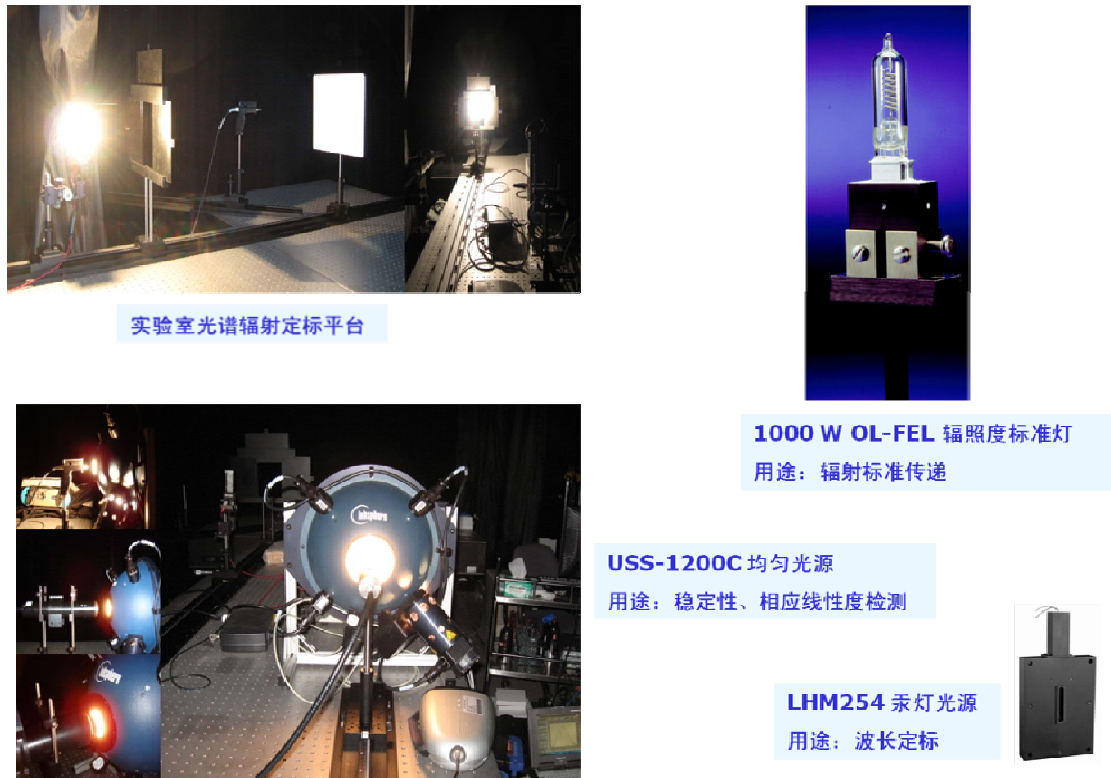 实验室光谱辐射定标平台
1000 W OL-FEL 辐照度标准灯
用途：辐射标准传递
labsphere
USS-1200C 均匀光源
用途：稳定性、相应线性度检测
LHM254 汞灯光源
用途：波长定标